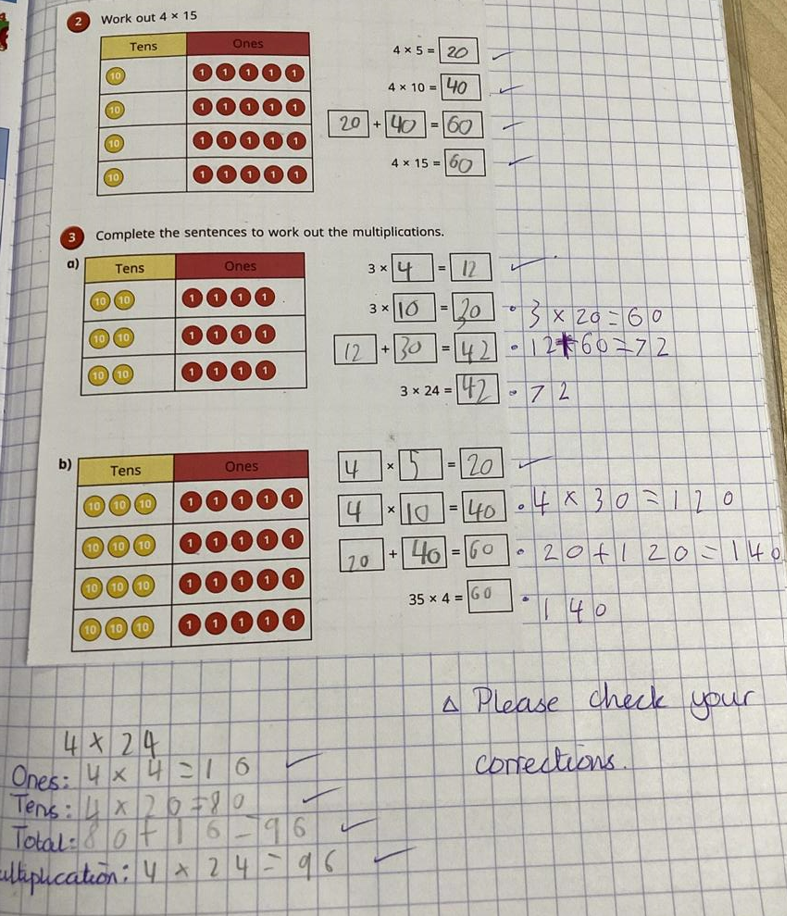 2 Work out 4 × 15
Tens Ones
10 1 1 1 1 1
10 1 1 1 1 1
10 1 1 1 1 1
10 1 1 1 1 1
4 × 5 = 20 ✓
4 × 10 = 40 ✓
20 + 40 = 60 ✓
4 × 15 = 60 ✓
3 Complete the sentences to work out the multiplications.
a)
Tens Ones
10 10 1 1 1 1
10 10 1 1 1 1
10 10 1 1 1 1
3 × 4 = 12 ✓
3 × 10 = 30 • 3 × 20 = 60
12 + 30 = 42 • 12 + 60 = 72
3 × 24 = 42 • 72
b)
Tens Ones
10 10 10 1 1 1 1 1
10 10 10 1 1 1 1 1
10 10 10 1 1 1 1 1
10 10 10 1 1 1 1 1
4 × 5 = 20 ✓
4 × 10 = 40 • 4 × 30 = 120
20 + 40 = 60 • 20 + 120 = 140
35 × 4 = 60 • 140
△ Please check your
corrections.
4 × 24
Ones: 4 × 4 = 16 ✓
Tens: 4 × 20 = 80 ✓
Total: 80 + 16 = 96 ✓
ultiplication: 4 × 24 = 96 ✓